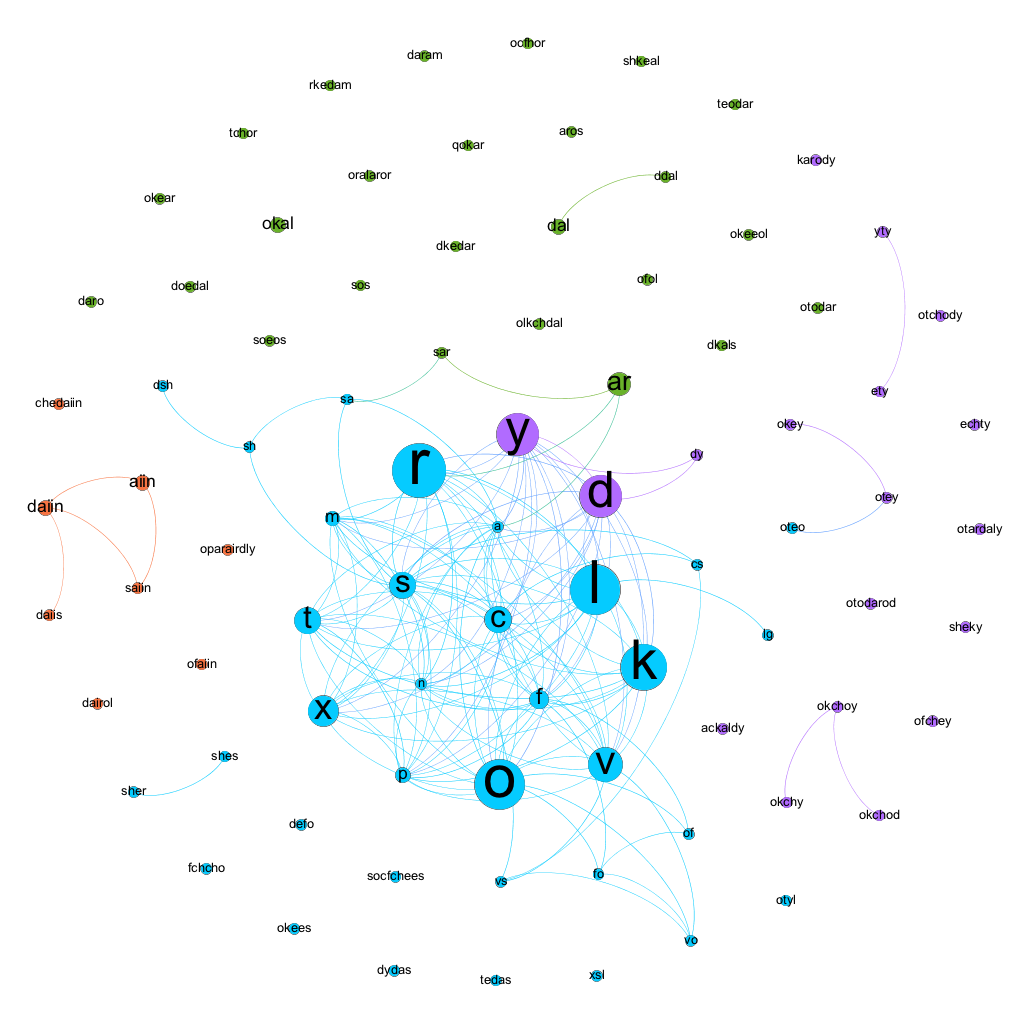 oofhor
daram
shkeal
rkedam
teodar
tchor
aros
qokar
karody
oralaror
ddal
okear
okal
dal
yty
okeeol
dkedar
ofol
doedal
sos
daro
otodar
otchody
olkchdal
soeos
dkals
sar
ar
dsh
ety
sa
chedaiin
okey
echty
y
sh
dy
r
aiin
d
otey
daiin
m
a
oteo
otardaly
oparairdly
cs
s
saiin
l
otodarod
daiis
t
c
sheky
lg
ofaiin
k
n
f
dairol
x
okchoy
ofchey
ackaldy
shes
v
p
o
sher
okchy
okchod
defo
of
fchcho
socfchees
vs
fo
otyl
okees
vo
dydas
tedas
xsl